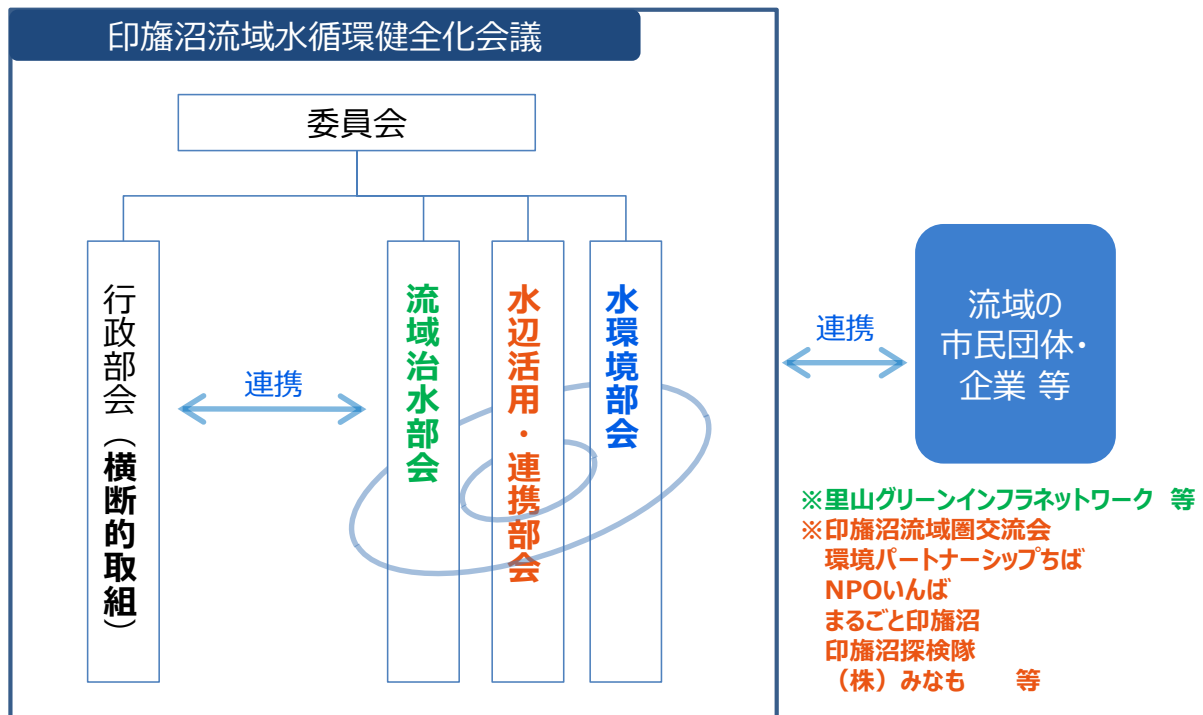 印旛沼流域水循環健全化会議
委員会
行政部会（横断的取組）
連携
流域治水部会
水辺活用・連携部会
水環境部会
連携
流域の
市民団体・
企業 等
※里山グリーンインフラネットワーク 等
※印旛沼流域圏交流会
環境パートナーシップちば
NPOいんば
まるごと印旛沼
印旛沼探検隊
（株）みなも 等